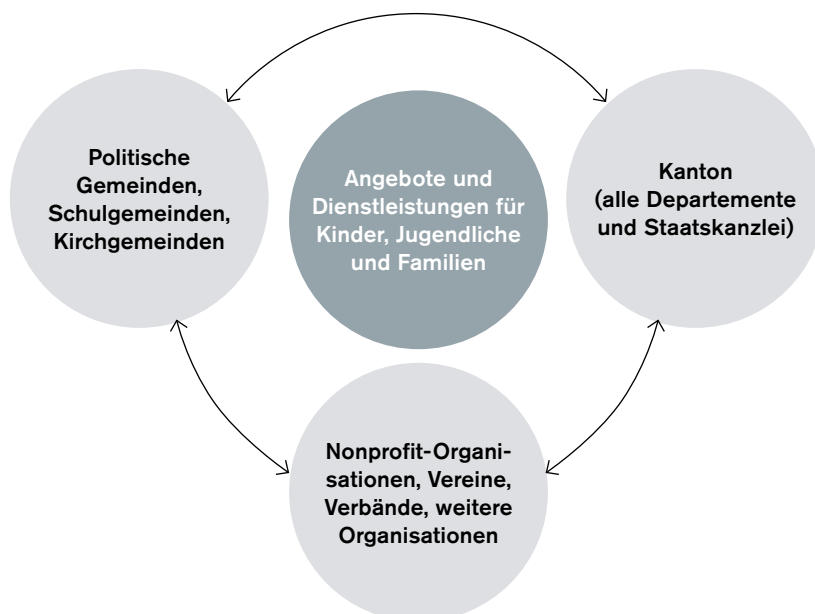 Politische
Gemeinden,
Schulgemeinden,
Kirchgemeinden
Angebote und
Dienstleistungen für
Kinder, Jugendliche
und Familien
Kanton
(alle Departemente
und Staatskanzlei)
Nonprofit-Organi-
sationen, Vereine,
Verbände, weitere
Organisationen